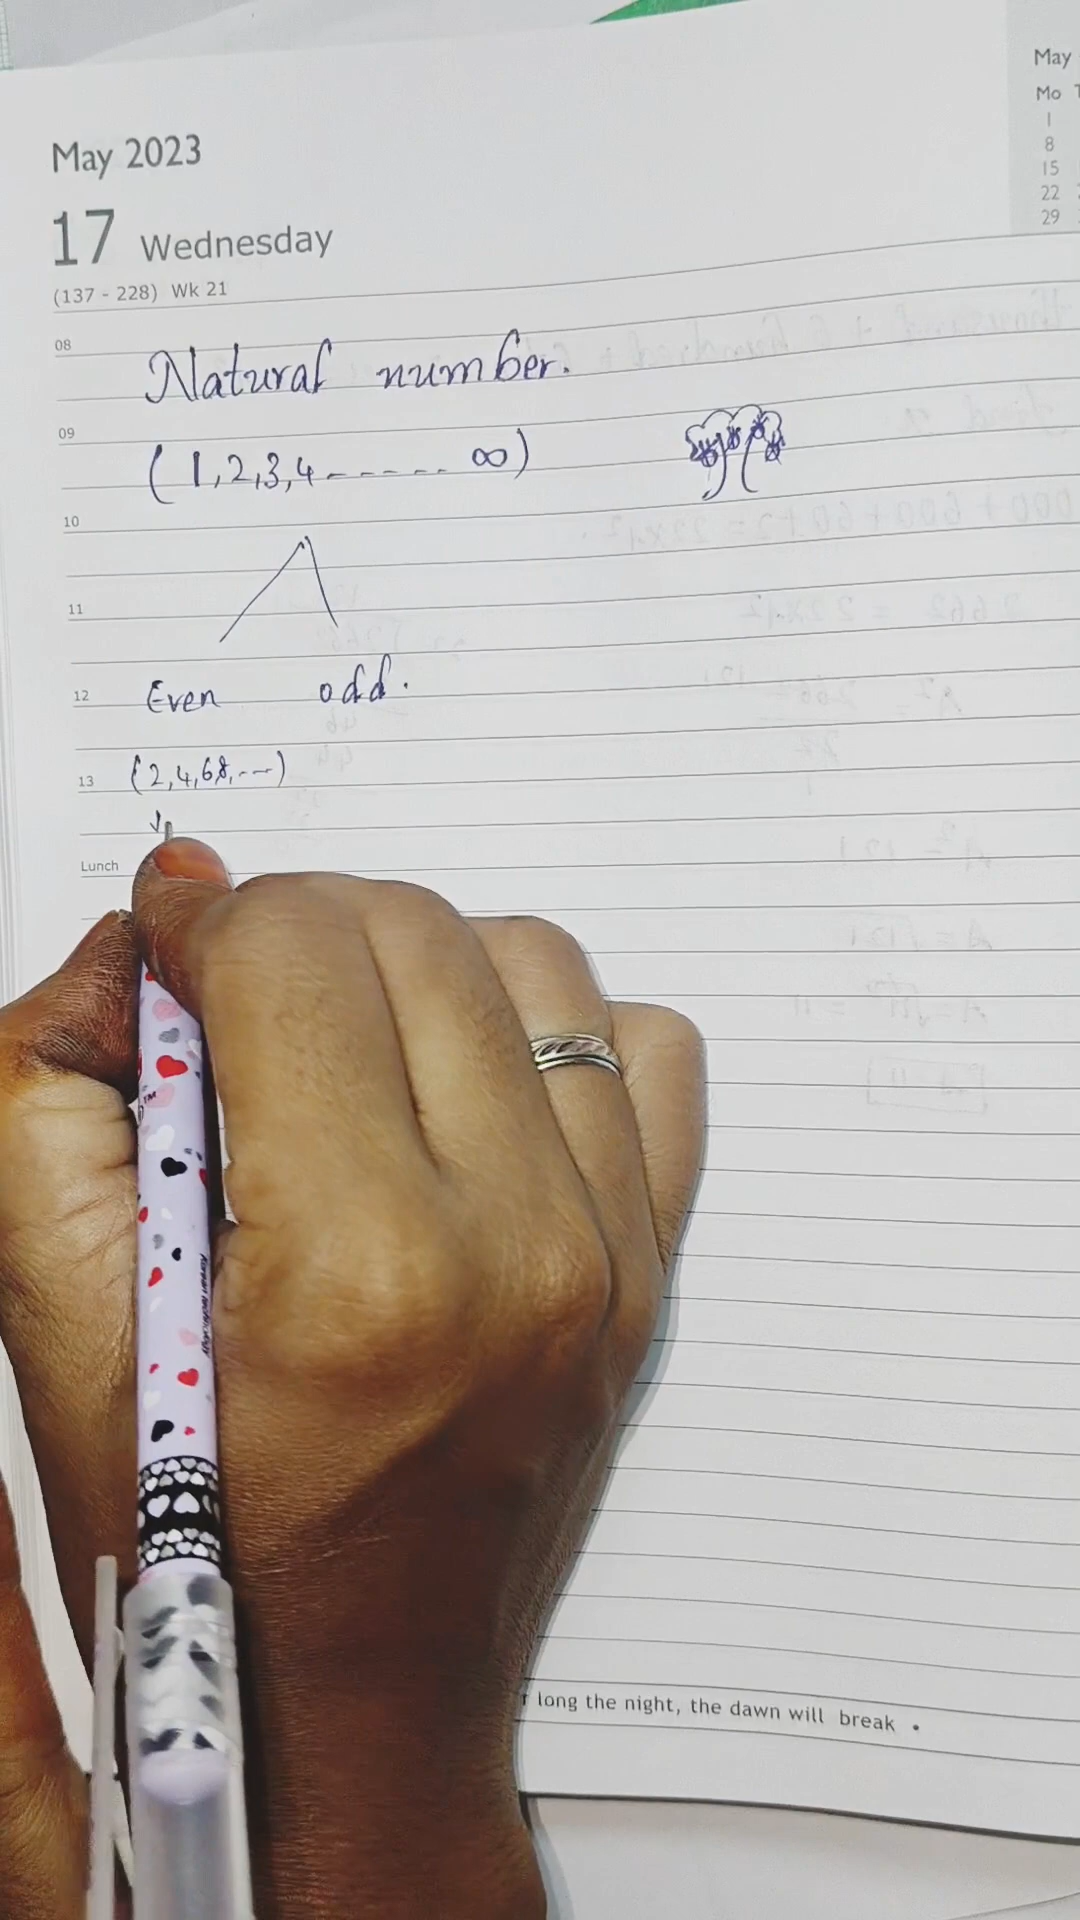 May
Mo T
1
8
15
22
29
May 2023
17 Wednesday
(137 - 228) Wk 21
08
Natural number.
09
(1,2,3,4------ ∞)
10
11
12
Even odd.
13
(2,4,6,8,---)
Lunch
long the night, the dawn will break .